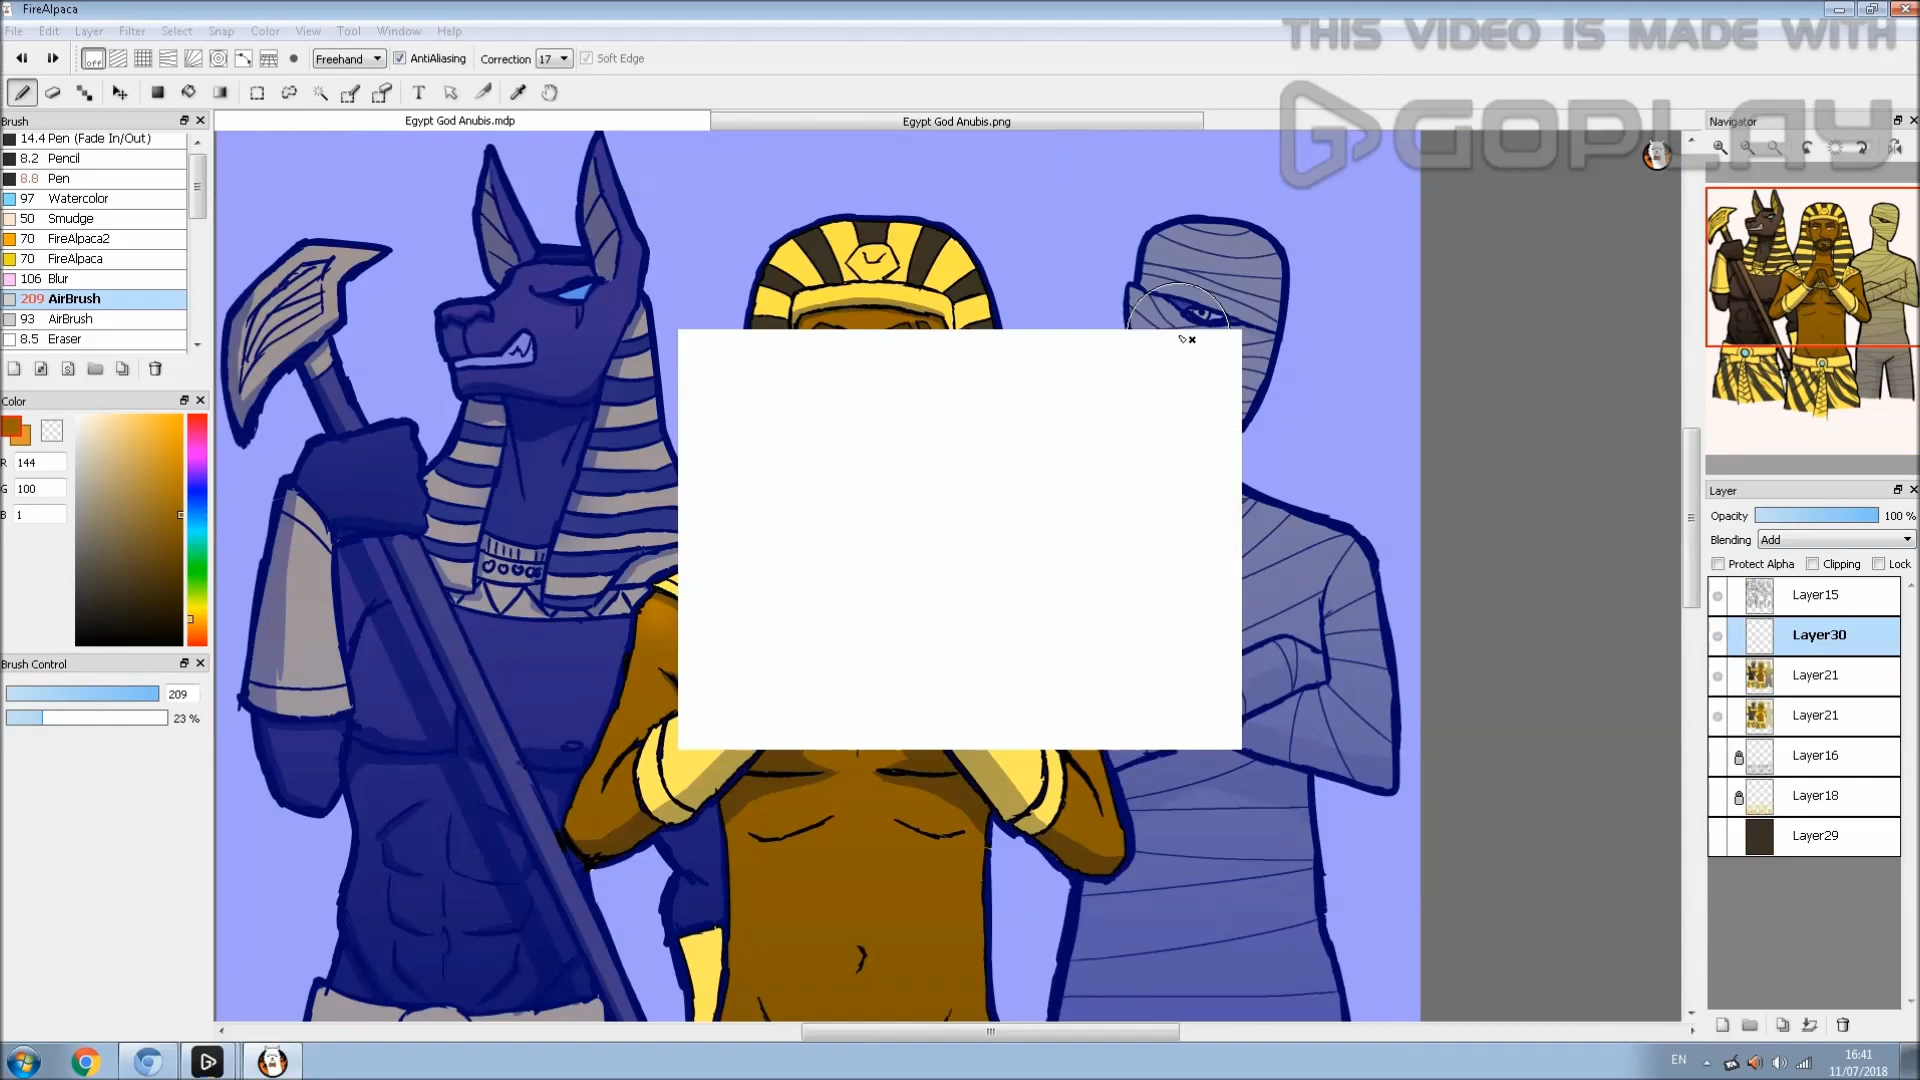 FireAlpaca
THIS VIDEO IS MADE WITH
GOPLAY
File Edit Layer Filter Select Snap Color View Tool Window Help
off Freehand AntiAliasing Correction 17 Soft Edge
T
Brush
Egypt God Anubis.mdp
Egypt God Anubis.png
Navigator
14.4 Pen (Fade In/Out)
8.2 Pencil
8.8 Pen
97 Watercolor
50 Smudge
70 FireAlpaca2
70 FireAlpaca
106 Blur
209 AirBrush
93 AirBrush
8.5 Eraser
Color
R 144
G 100
B 1
Brush Control
209
23 %
Layer
Opacity 100 %
Blending Add
Protect Alpha Clipping Lock
Layer15
Layer30
Layer21
Layer21
Layer16
Layer18
Layer29
EN
16:41
11/07/2018